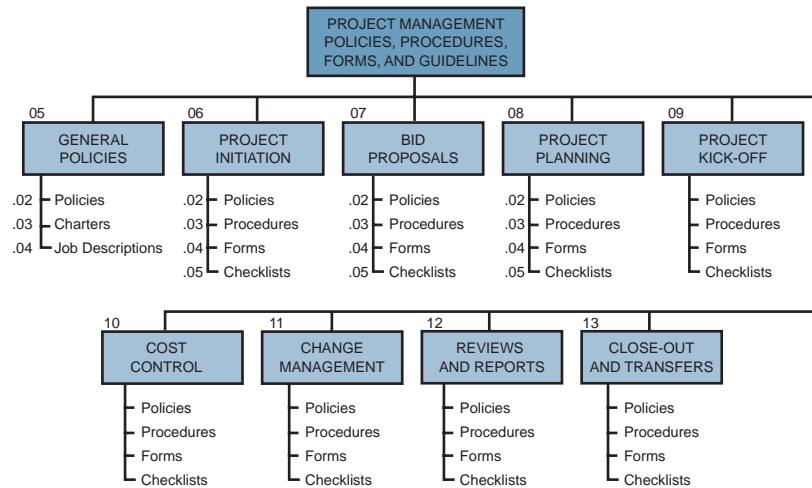 PROJECT MANAGEMENT
POLICIES, PROCEDURES,
FORMS, AND GUIDELINES
05
GENERAL
POLICIES
.02 Policies
.03 Charters
.04 Job Descriptions
06
PROJECT
INITIATION
.02 Policies
.03 Procedures
.04 Forms
.05 Checklists
07
BID
PROPOSALS
.02 Policies
.03 Procedures
.04 Forms
.05 Checklists
08
PROJECT
PLANNING
.02 Policies
.03 Procedures
.04 Forms
.05 Checklists
09
PROJECT
KICK-OFF
Policies
Procedures
Forms
Checklists
10
COST
CONTROL
Policies
Procedures
Forms
Checklists
11
CHANGE
MANAGEMENT
Policies
Procedures
Forms
Checklists
12
REVIEWS
AND REPORTS
Policies
Procedures
Forms
Checklists
13
CLOSE-OUT
AND TRANSFERS
Policies
Procedures
Forms
Checklists